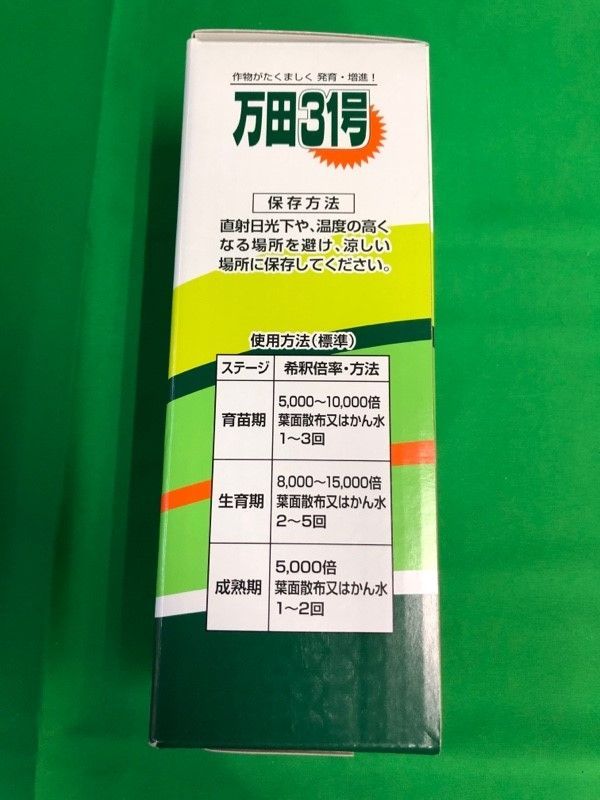 作物がたくましく発育・増進！
万田31号
保存方法
直射日光下や、温度の高く
なる場所を避け、涼しい
場所に保存してください。
使用方法（標準）
ステージ 希釈倍率・方法
育苗期
5,000〜10,000倍
葉面散布又はかん水
1〜3回
生育期
8,000〜15,000倍
葉面散布又はかん水
2〜5回
成熟期
5,000倍
葉面散布又はかん水
1〜2回